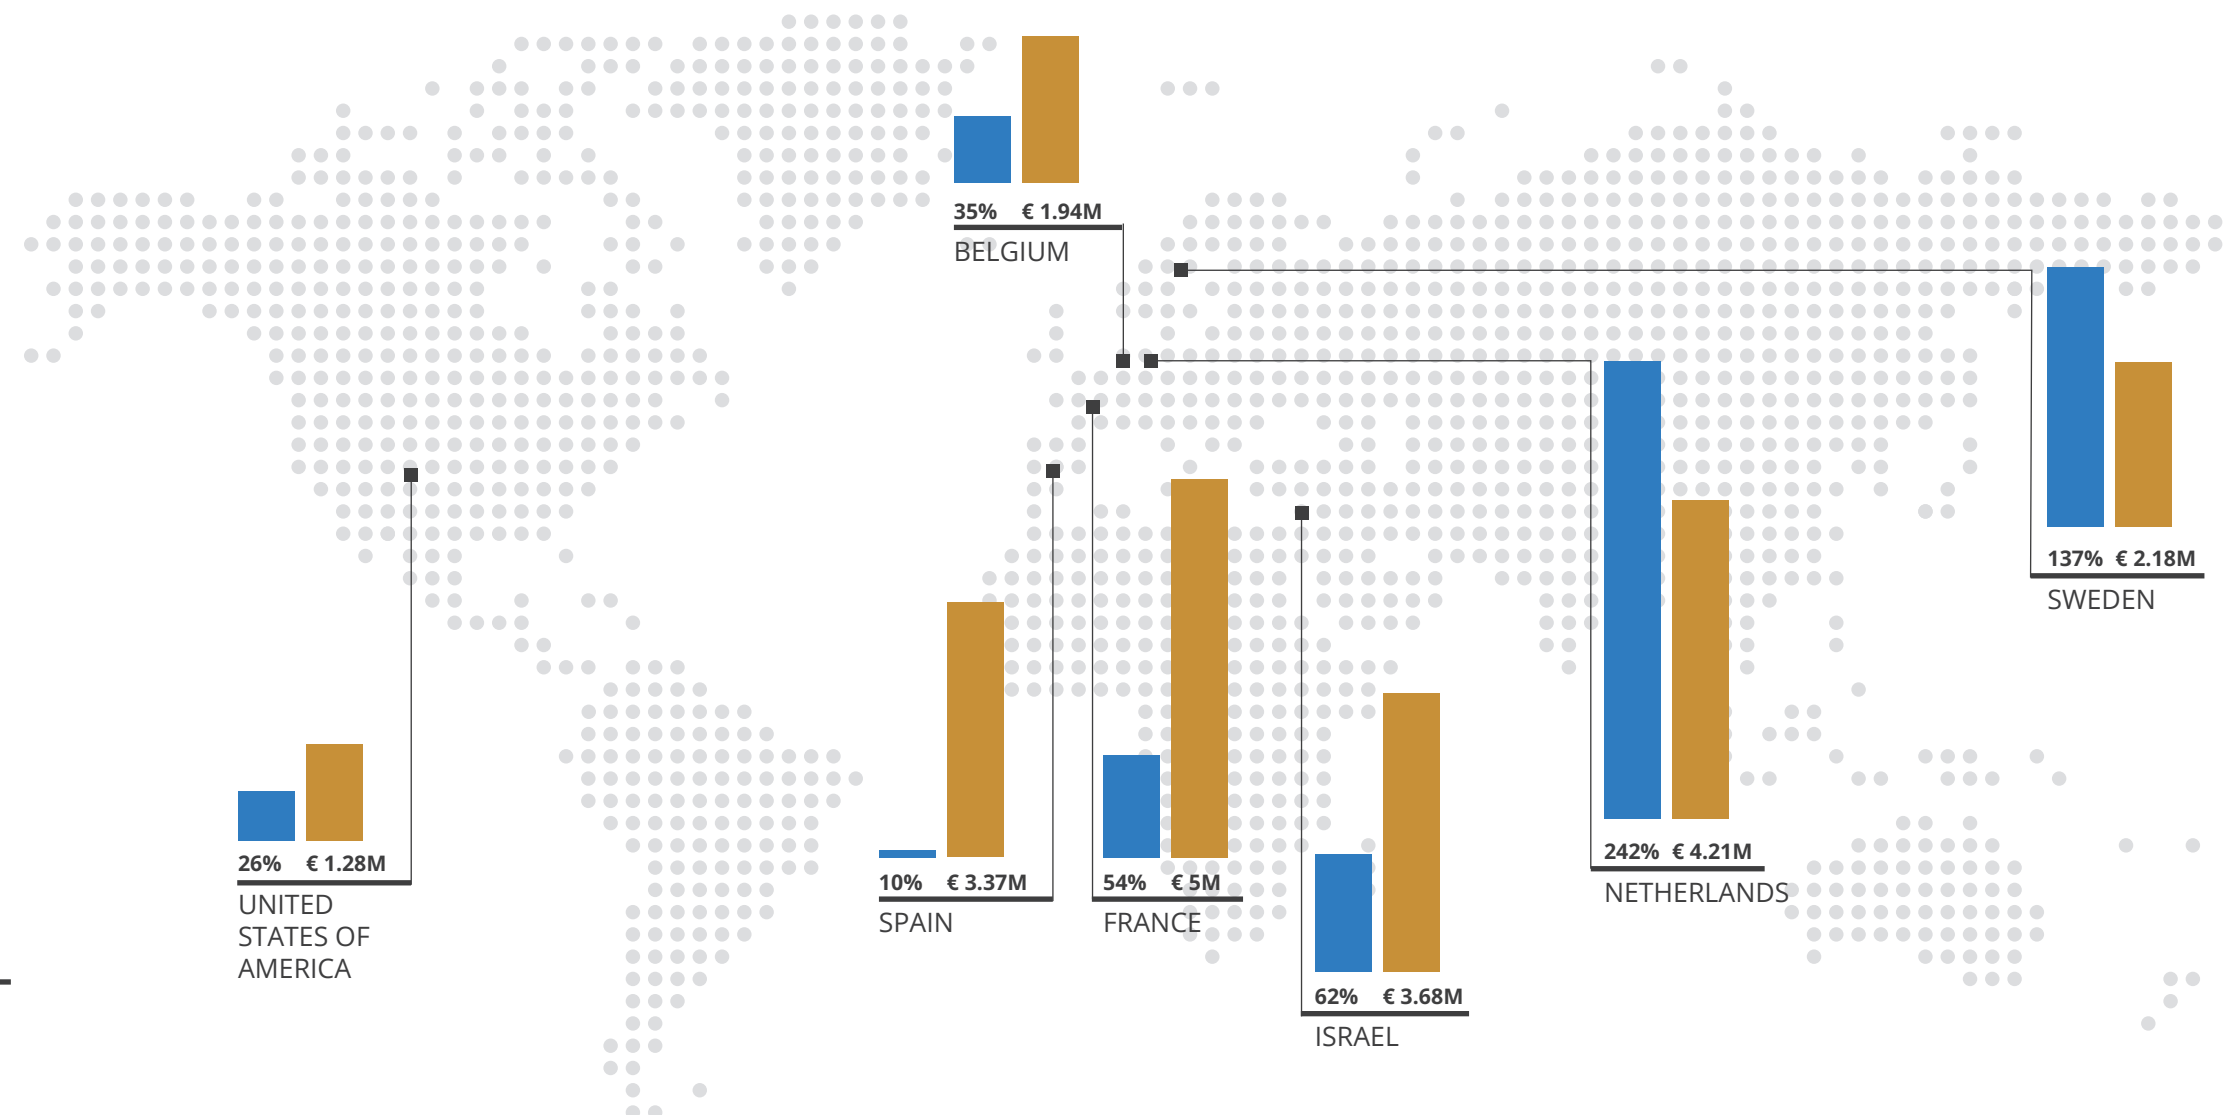 35% € 1.94M
BELGIUM
137% € 2.18M
SWEDEN
242% € 4.21M
NETHERLANDS
26% € 1.28M
UNITED
STATES OF
AMERICA
10% € 3.37M
SPAIN
54% € 5M
FRANCE
62% € 3.68M
ISRAEL